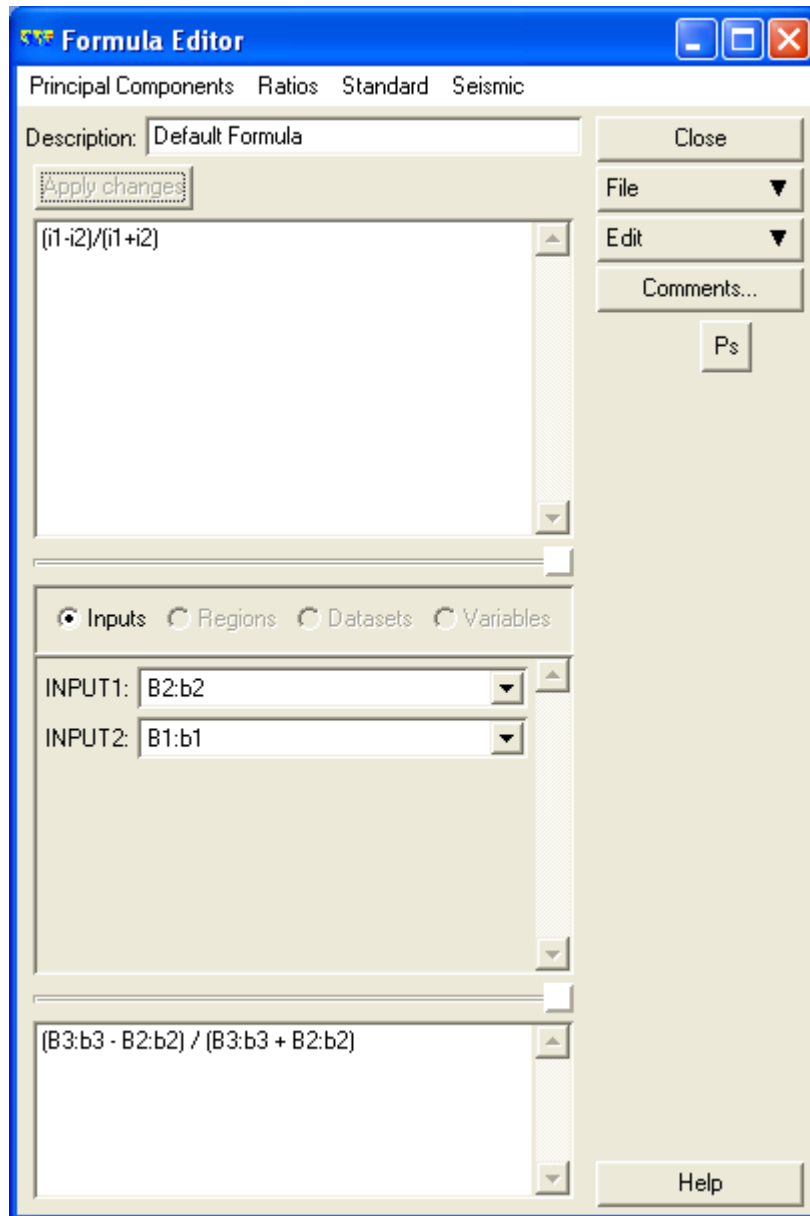 Formula Editor
Principal Components Ratios Standard Seismic
Description: Default Formula
Close
Apply changes
File
(i1-i2)/(i1+i2)
Edit
Comments...
Ps
Inputs Regions Datasets Variables
INPUT1: B2:b2
INPUT2: B1:b1
(B3:b3 - B2:b2) / (B3:b3 + B2:b2)
Help